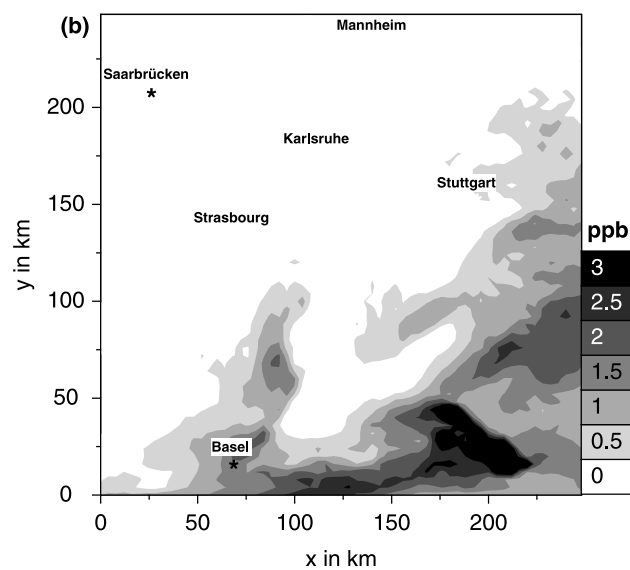 (b)
Mannheim
Saarbrücken
*
Karlsruhe
Stuttgart
Strasbourg
Basel
*
200
150
100
50
0
y in km
0 50 100 150 200
x in km
ppb
3
2.5
2
1.5
1
0.5
0